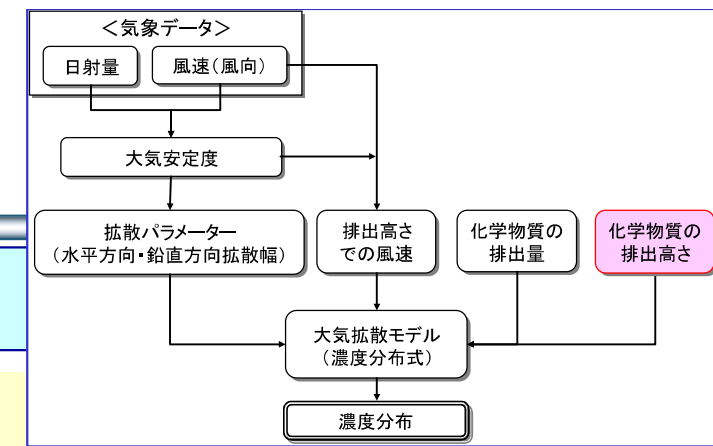 ＜気象データ＞
日射量
風速(風向)
大気安定度
拡散パラメーター
(水平方向・鉛直方向拡散幅)
排出高さ
での風速
化学物質の
排出量
化学物質の
排出高さ
大気拡散モデル
(濃度分布式)
濃度分布